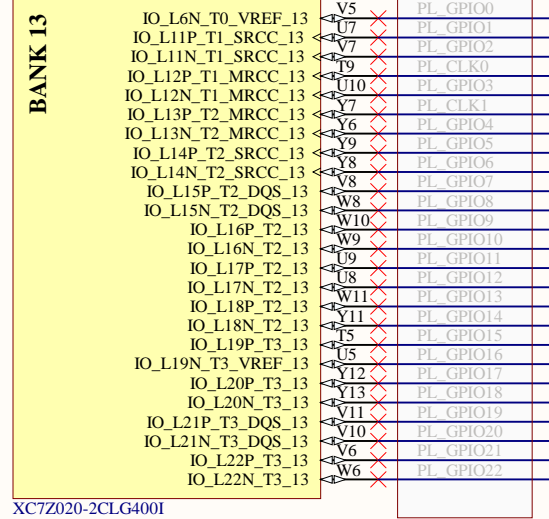 BANK 13
IO_L6N_T0_VREF_13 V5 PL_GPIO0
IO_L11P_T1_SRCC_13 U7 PL_GPIO1
IO_L11N_T1_SRCC_13 V7 PL_GPIO2
IO_L12P_T1_MRCC_13 T9 PL_CLK0
IO_L12N_T1_MRCC_13 U10 PL_GPIO3
IO_L13P_T2_MRCC_13 Y7 PL_CLK1
IO_L13N_T2_MRCC_13 Y6 PL_GPIO4
IO_L14P_T2_SRCC_13 Y9 PL_GPIO5
IO_L14N_T2_SRCC_13 Y8 PL_GPIO6
IO_L15P_T2_DQS_13 V8 PL_GPIO7
IO_L15N_T2_DQS_13 W8 PL_GPIO8
IO_L16P_T2_13 W10 PL_GPIO9
IO_L16N_T2_13 W9 PL_GPIO10
IO_L17P_T2_13 U9 PL_GPIO11
IO_L17N_T2_13 U8 PL_GPIO12
IO_L18P_T2_13 W11 PL_GPIO13
IO_L18N_T2_13 Y11 PL_GPIO14
IO_L19P_T3_13 T5 PL_GPIO15
IO_L19N_T3_VREF_13 U5 PL_GPIO16
IO_L20P_T3_13 Y12 PL_GPIO17
IO_L20N_T3_13 Y13 PL_GPIO18
IO_L21P_T3_DQS_13 V11 PL_GPIO19
IO_L21N_T3_DQS_13 V10 PL_GPIO20
IO_L22P_T3_13 V6 PL_GPIO21
IO_L22N_T3_13 W6 PL_GPIO22
XC7Z020-2CLG400I